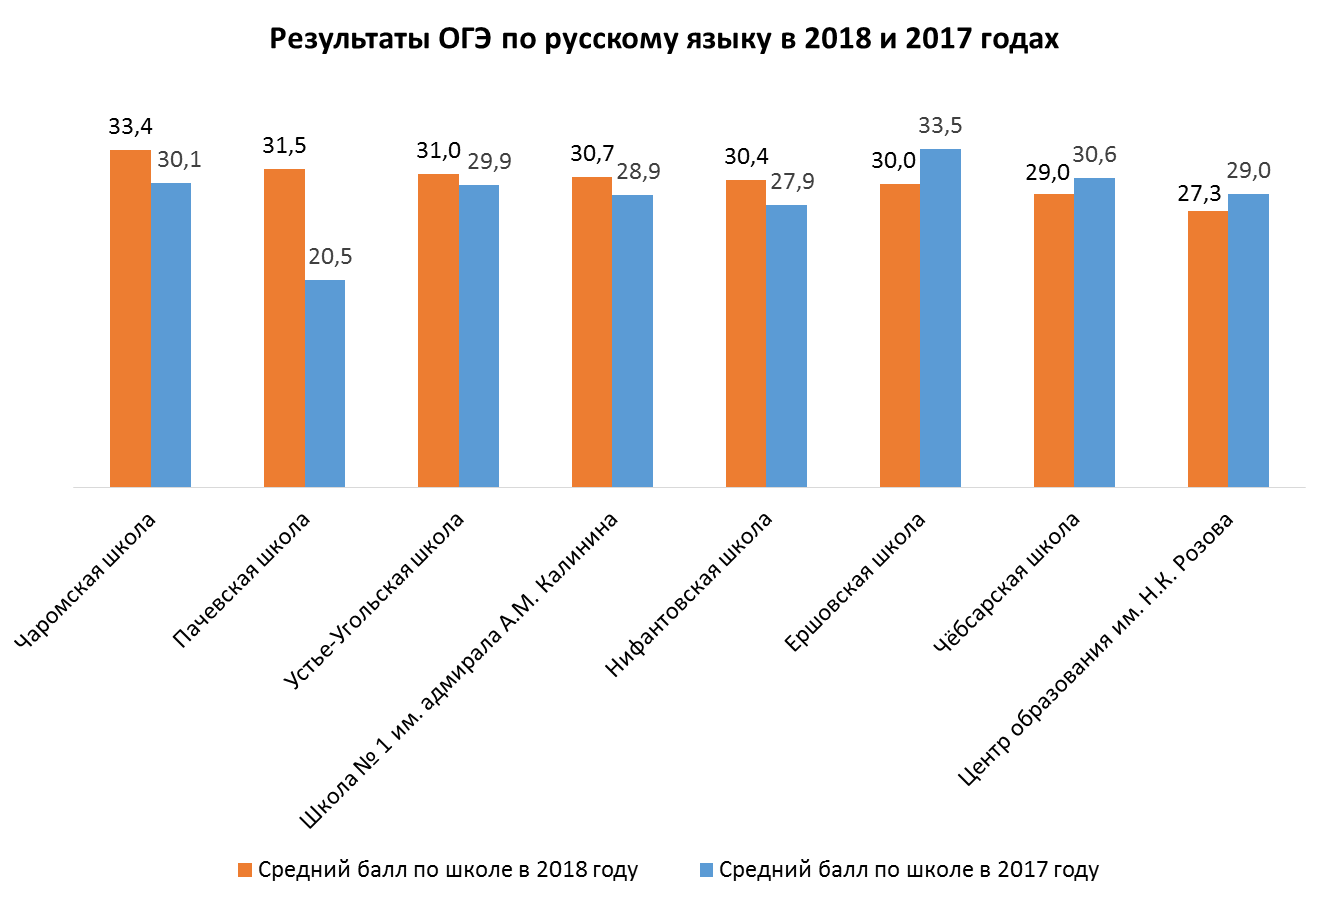 Результаты ОГЭ по русскому языку в 2018 и 2017 годах
33,4
30,1
31,5
20,5
31,0
29,9
30,7
28,9
30,4
27,9
30,0
33,5
29,0
30,6
27,3
29,0
Чаромская школа
Пачевская школа
Устье-Угольская школа
Школа № 1 им. адмирала А.М. Калинина
Нифантовская школа
Ершовская школа
Чёбсарская школа
Центр образования им. Н.К. Розова
Средний балл по школе в 2018 году
Средний балл по школе в 2017 году